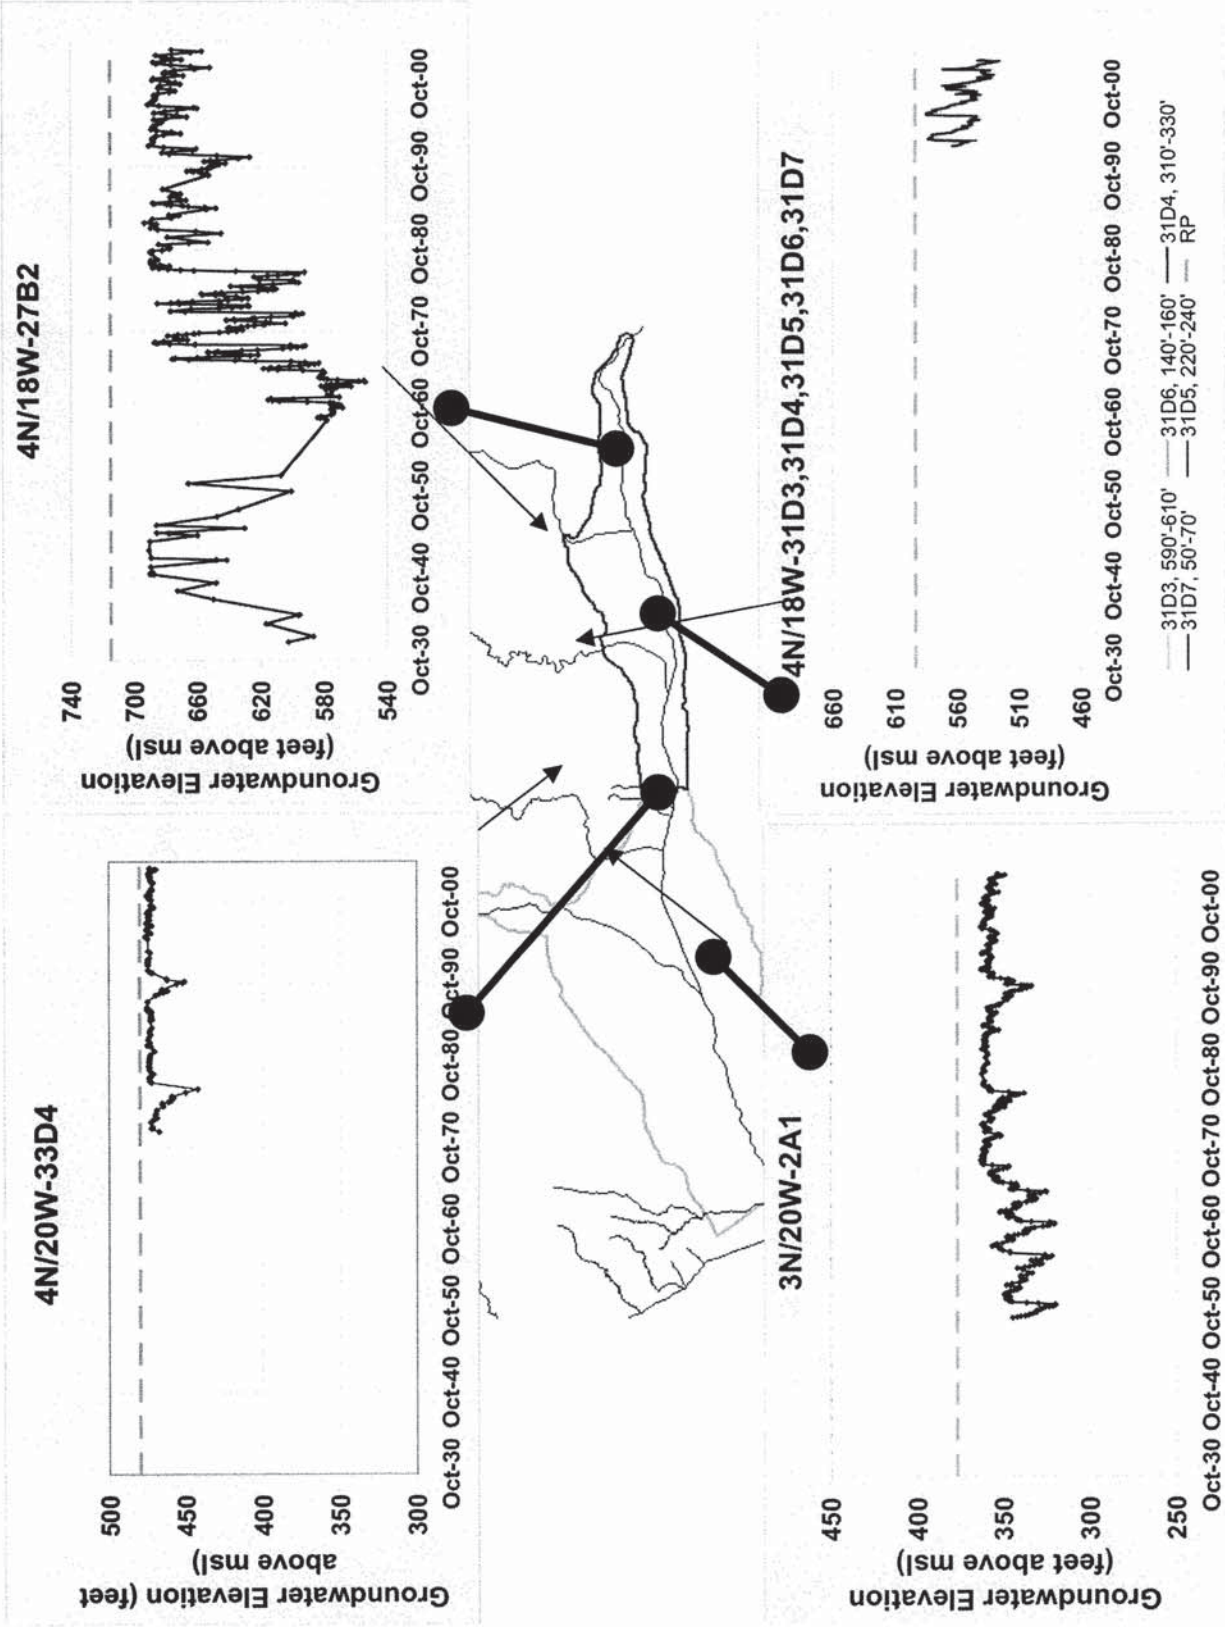 4N/20W-33D4
Groundwater Elevation (feet
above msl)
500
450
400
350
300
Oct-30 Oct-40 Oct-50 Oct-60 Oct-70 Oct-80 Oct-90 Oct-00
4N/18W-27B2
Groundwater Elevation
(feet above msl)
740
700
660
620
580
540
Oct-30 Oct-40 Oct-50 Oct-60 Oct-70 Oct-80 Oct-90 Oct-00
3N/20W-2A1
Groundwater Elevation
(feet above msl)
450
400
350
300
250
Oct-30 Oct-40 Oct-50 Oct-60 Oct-70 Oct-80 Oct-90 Oct-00
4N/18W-31D3,31D4,31D5,31D6,31D7
Groundwater Elevation
(feet above msl)
660
610
560
510
460
Oct-30 Oct-40 Oct-50 Oct-60 Oct-70 Oct-80 Oct-90 Oct-00
31D3, 590'-610' 31D6, 140'-160' 31D4, 310'-330'
31D7, 50'-70' 31D5, 220'-240' RP